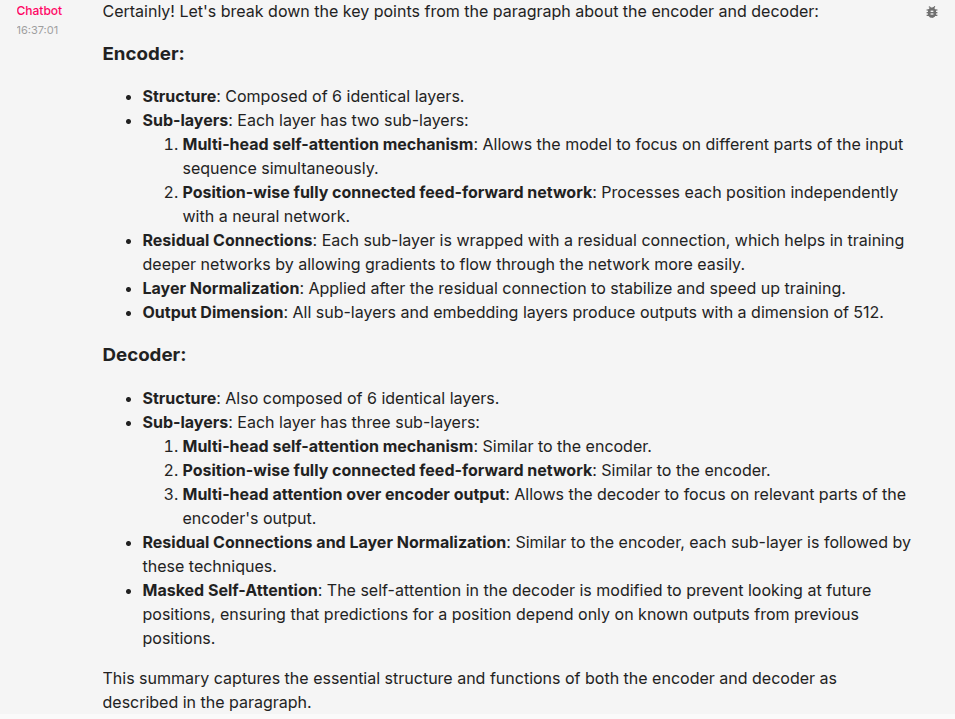 Chatbot
16:37:01
Certainly! Let's break down the key points from the paragraph about the encoder and decoder:
Encoder:
• Structure: Composed of 6 identical layers.
• Sub-layers: Each layer has two sub-layers:
1. Multi-head self-attention mechanism: Allows the model to focus on different parts of the input
sequence simultaneously.
2. Position-wise fully connected feed-forward network: Processes each position independently
with a neural network.
• Residual Connections: Each sub-layer is wrapped with a residual connection, which helps in training
deeper networks by allowing gradients to flow through the network more easily.
• Layer Normalization: Applied after the residual connection to stabilize and speed up training.
• Output Dimension: All sub-layers and embedding layers produce outputs with a dimension of 512.
Decoder:
• Structure: Also composed of 6 identical layers.
• Sub-layers: Each layer has three sub-layers:
1. Multi-head self-attention mechanism: Similar to the encoder.
2. Position-wise fully connected feed-forward network: Similar to the encoder.
3. Multi-head attention over encoder output: Allows the decoder to focus on relevant parts of the
encoder's output.
• Residual Connections and Layer Normalization: Similar to the encoder, each sub-layer is followed by
these techniques.
• Masked Self-Attention: The self-attention in the decoder is modified to prevent looking at future
positions, ensuring that predictions for a position depend only on known outputs from previous
positions.
This summary captures the essential structure and functions of both the encoder and decoder as
described in the paragraph.